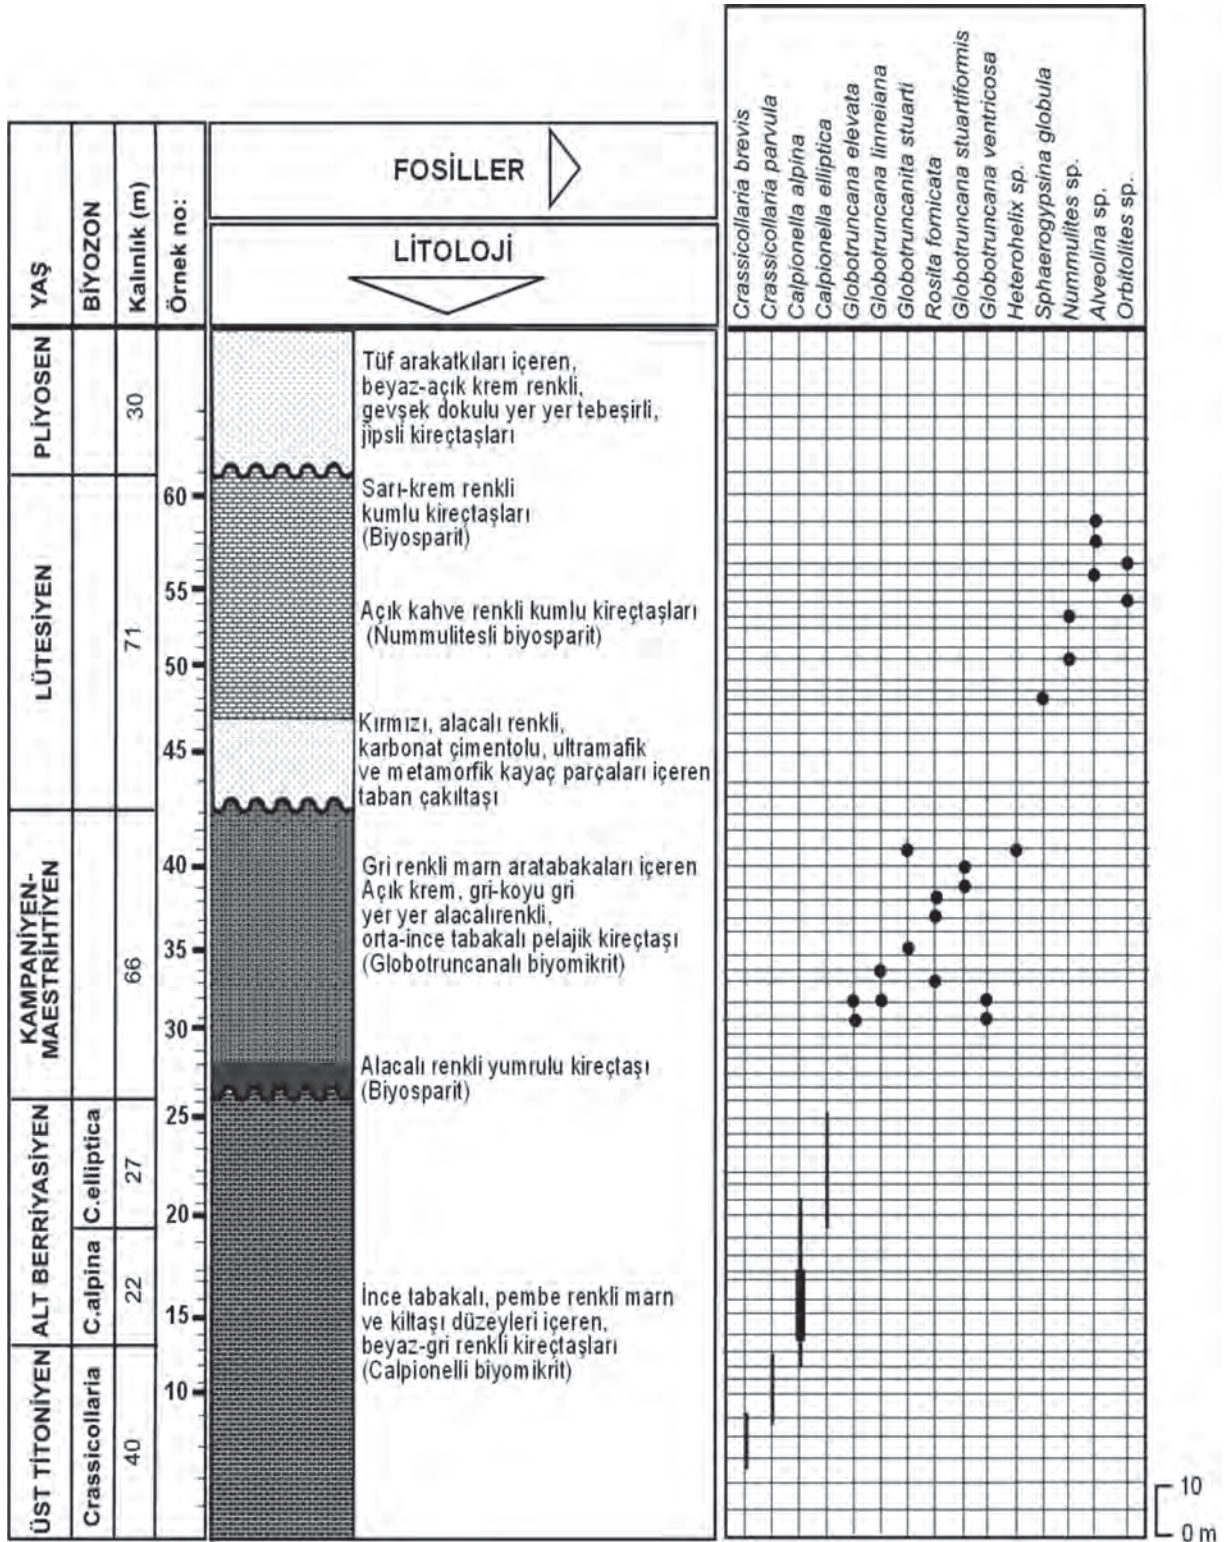 YAŞ
BİYOZON
Kalınlık (m)
Örnek no:
FOSİLLER
LİTOLOJİ
Crassicollaria brevis
Crassicollaria parvula
Calpionella alpina
Calpionella elliptica
Globotruncana elevata
Globotruncana linneiana
Globotruncanita stuarti
Rosita fornicata
Globotruncana stuartiformis
Globotruncana ventricosa
Heterohelix sp.
Sphaerogypsina globula
Nummulites sp.
Alveolina sp.
Orbitolites sp.
PLİYOSEN
30
Tüf arakatkıları içeren,
beyaz-açık krem renkli,
gevşek dokulu yer yer tebeşirli,
jipsli kireçtaşları
LÜTESİYEN
71
60
55
50
45
Sarı-krem renkli
kumlu kireçtaşları
(Biyosparit)
Açık kahve renkli kumlu kireçtaşları
(Nummulitesli biyosparit)
Kırmızı, alacalı renkli,
karbonat çimentolu, ultramafik
ve metamorfik kayaç parçaları içeren
taban çakıltaşı
KAMPANİYEN-
MAESTRİHTİYEN
66
40
35
30
Gri renkli marn aratabakaları içeren
Açık krem, gri-koyu gri
yer yer alacalırenkli,
orta-ince tabakalı pelajik kireçtaşı
(Globotruncanalı biyomikrit)
Alacalı renkli yumrulu kireçtaşı
(Biyosparit)
ALT BERRİYASİYEN
C.elliptica
27
C.alpina
22
25
20
15
İnce tabakalı, pembe renkli marn
ve kiltaşı düzeyleri içeren,
beyaz-gri renkli kireçtaşları
(Calpionelli biyomikrit)
ÜST TİTONİYEN
Crassicollaria
40
10
10
0 m